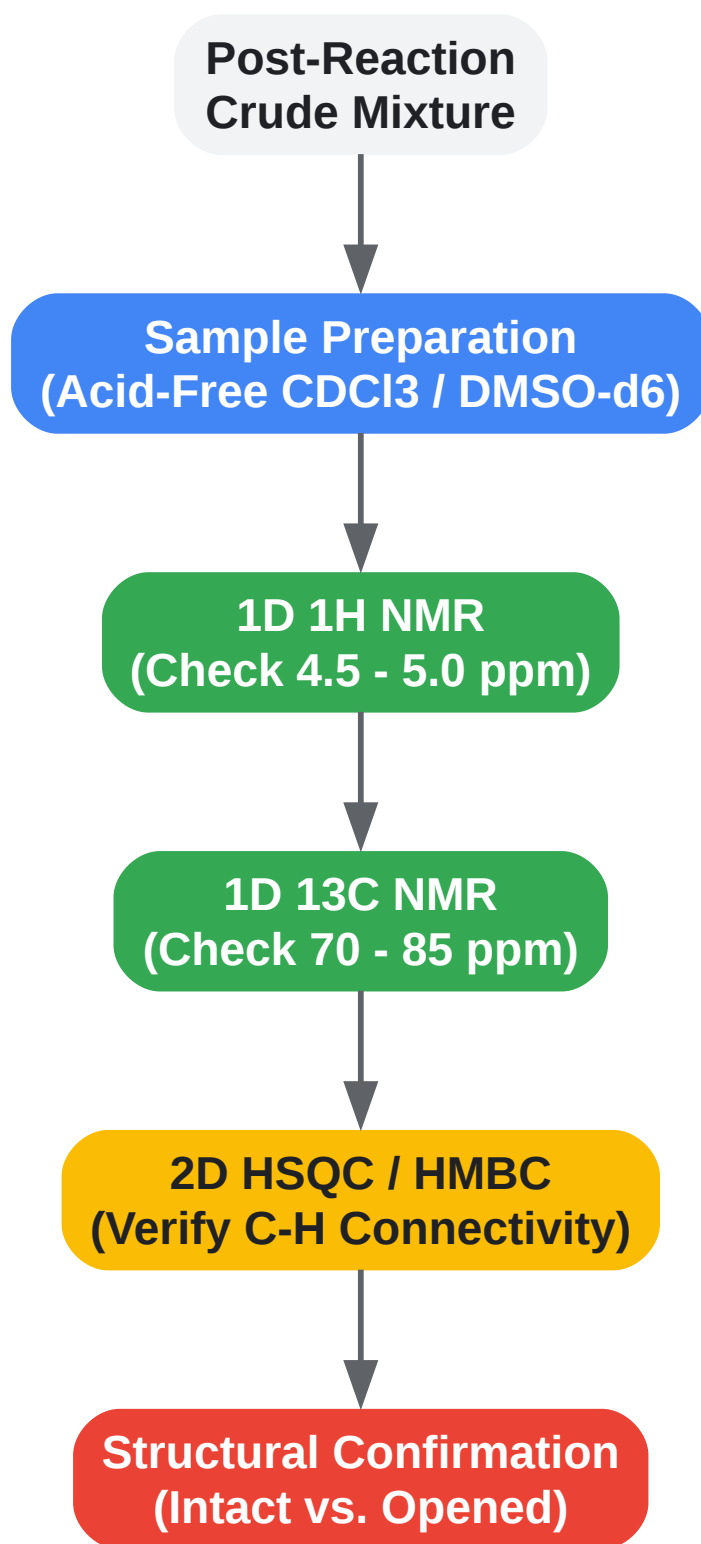 Post-Reaction
Crude Mixture
Sample Preparation
(Acid-Free CDCl3 / DMSO-d6)
1D 1H NMR
(Check 4.5 - 5.0 ppm)
1D 13C NMR
(Check 70 - 85 ppm)
2D HSQC / HMBC
(Verify C-H Connectivity)
Structural Confirmation
(Intact vs. Opened)